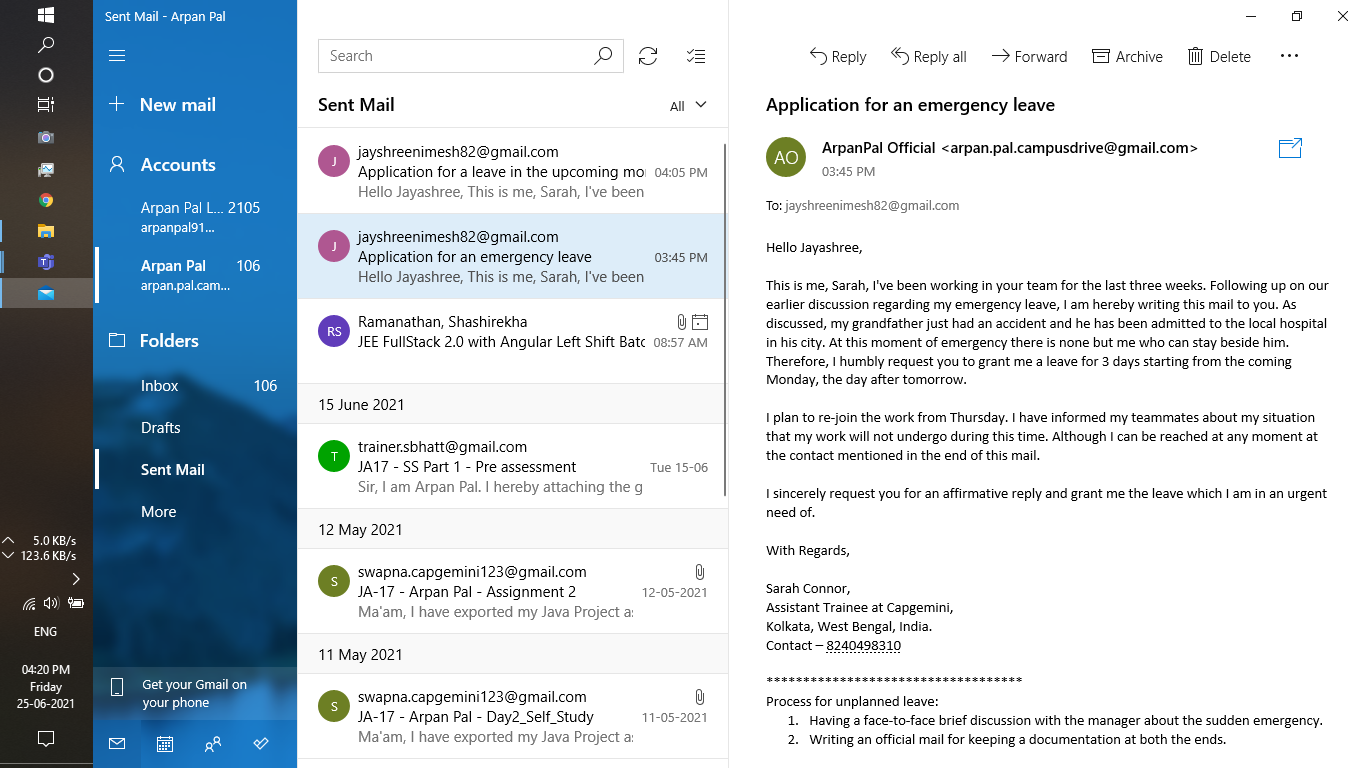 Sent Mail - Arpan Pal
New mail
Accounts
Arpan Pal L... 2105
arpanpal91...
Arpan Pal 106
arpan.pal.cam...
Folders
Inbox 106
Drafts
Sent Mail
More
Get your Gmail on
your phone
5.0 KB/s
123.6 KB/s
ENG
04:20 PM
Friday
25-06-2021
Search
Sent Mail
All
J
jayshreenimesh82@gmail.com
Application for a leave in the upcoming mo 04:05 PM
Hello Jayashree, This is me, Sarah, I've been
J
jayshreenimesh82@gmail.com
Application for an emergency leave 03:45 PM
Hello Jayashree, This is me, Sarah, I've been
RS
Ramanathan, Shashirekha
JEE FullStack 2.0 with Angular Left Shift Batc 08:57 AM
15 June 2021
T
trainer.sbhatt@gmail.com
JA17 - SS Part 1 - Pre assessment Tue 15-06
Sir, I am Arpan Pal. I hereby attaching the g
12 May 2021
S
swapna.capgemini123@gmail.com
JA-17 - Arpan Pal - Assignment 2 12-05-2021
Ma'am, I have exported my Java Project as
11 May 2021
S
swapna.capgemini123@gmail.com
JA-17 - Arpan Pal - Day2_Self_Study 11-05-2021
Ma'am, I have exported my Java Project as
Reply Reply all Forward Archive Delete
Application for an emergency leave
AO
ArpanPal Official <arpan.pal.campusdrive@gmail.com>
03:45 PM
To: jayshreenimesh82@gmail.com
Hello Jayashree,
This is me, Sarah, I've been working in your team for the last three weeks. Following up on our
earlier discussion regarding my emergency leave, I am hereby writing this mail to you. As
discussed, my grandfather just had an accident and he has been admitted to the local hospital
in his city. At this moment of emergency there is none but me who can stay beside him.
Therefore, I humbly request you to grant me a leave for 3 days starting from the coming
Monday, the day after tomorrow.
I plan to re-join the work from Thursday. I have informed my teammates about my situation
that my work will not undergo during this time. Although I can be reached at any moment at
the contact mentioned in the end of this mail.
I sincerely request you for an affirmative reply and grant me the leave which I am in an urgent
need of.
With Regards,
Sarah Connor,
Assistant Trainee at Capgemini,
Kolkata, West Bengal, India.
Contact – 8240498310
***********************************
Process for unplanned leave:
1. Having a face-to-face brief discussion with the manager about the sudden emergency.
2. Writing an official mail for keeping a documentation at both the ends.